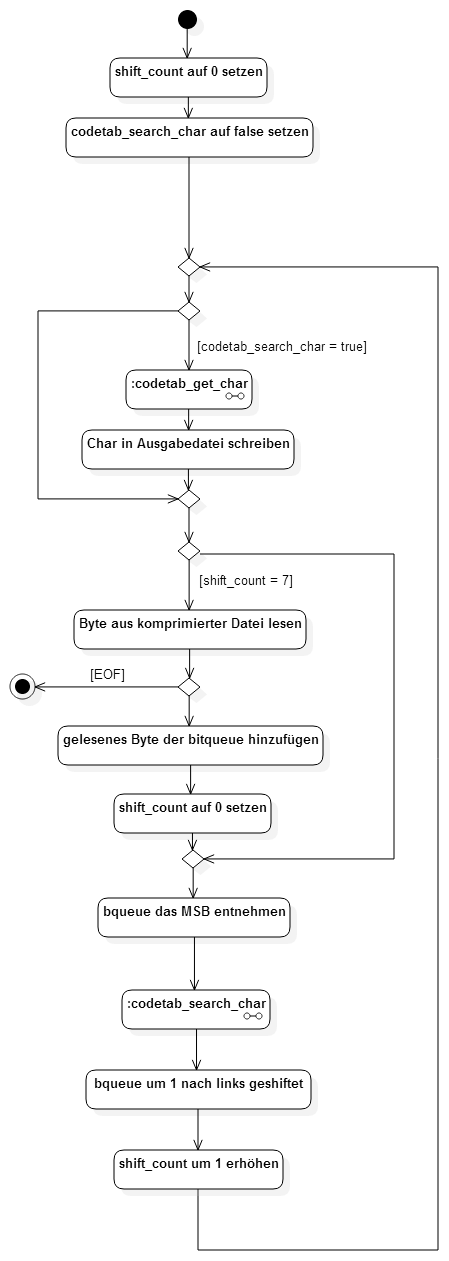 shift_count auf 0 setzen
codetab_search_char auf false setzen
[codetab_search_char = true]
:codetab_get_char
Char in Ausgabedatei schreiben
[shift_count = 7]
Byte aus komprimierter Datei lesen
[EOF]
gelesenes Byte der bitqueue hinzufügen
shift_count auf 0 setzen
bqueue das MSB entnehmen
:codetab_search_char
bqueue um 1 nach links geshiftet
shift_count um 1 erhöhen